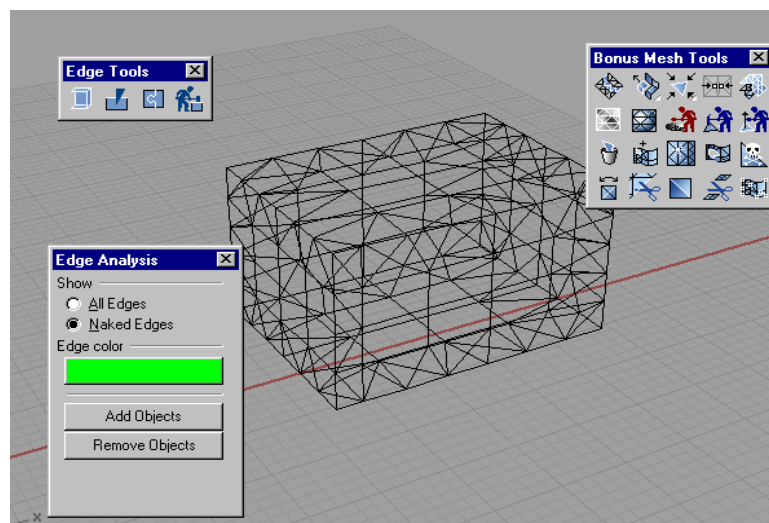 Edge Tools
Bonus Mesh Tools
Edge Analysis
Show
All Edges
Naked Edges
Edge color
Add Objects
Remove Objects
x